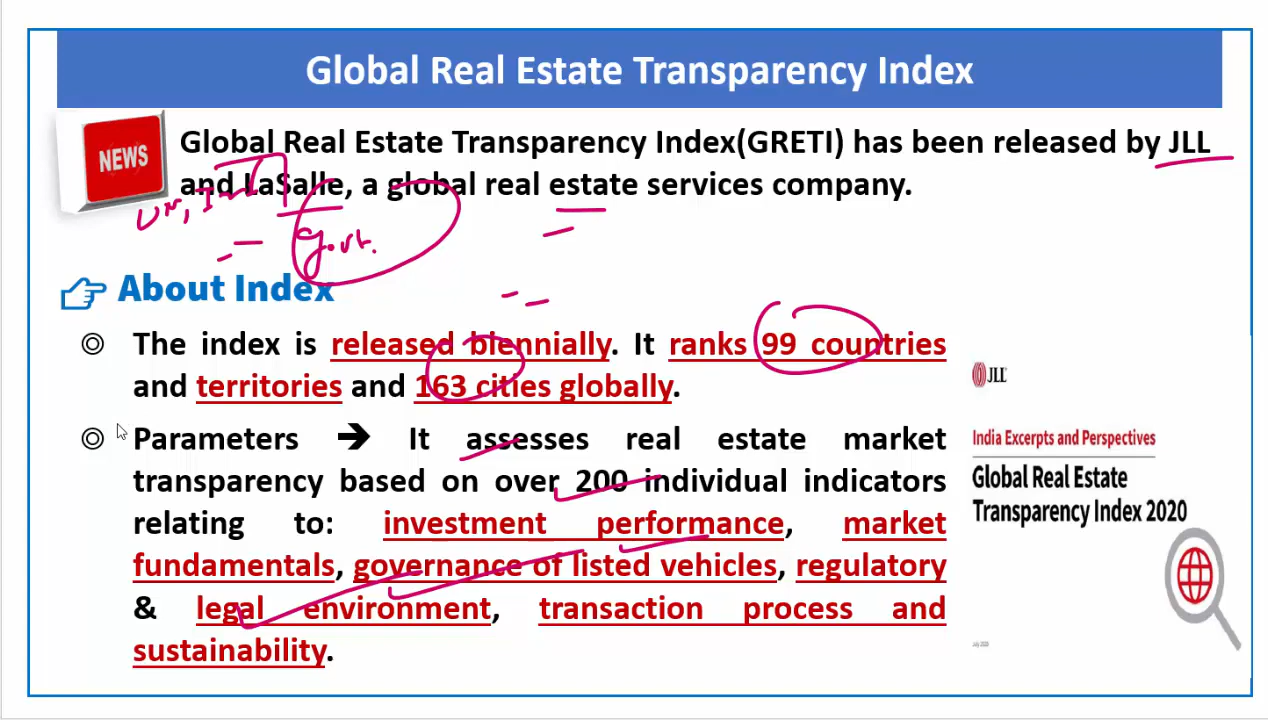 Global Real Estate Transparency Index
NEWS
Global Real Estate Transparency Index(GRETI) has been released by JLL
and LaSalle, a global real estate services company.
Govt.
About Index
The index is released biennially. It ranks 99 countries
and territories and 163 cities globally.
Parameters → It assesses real estate market
transparency based on over 200 individual indicators
relating to: investment performance, market
fundamentals, governance of listed vehicles, regulatory
& legal environment, transaction process and
sustainability.
JLL
India Excerpts and Perspectives
Global Real Estate
Transparency Index 2020